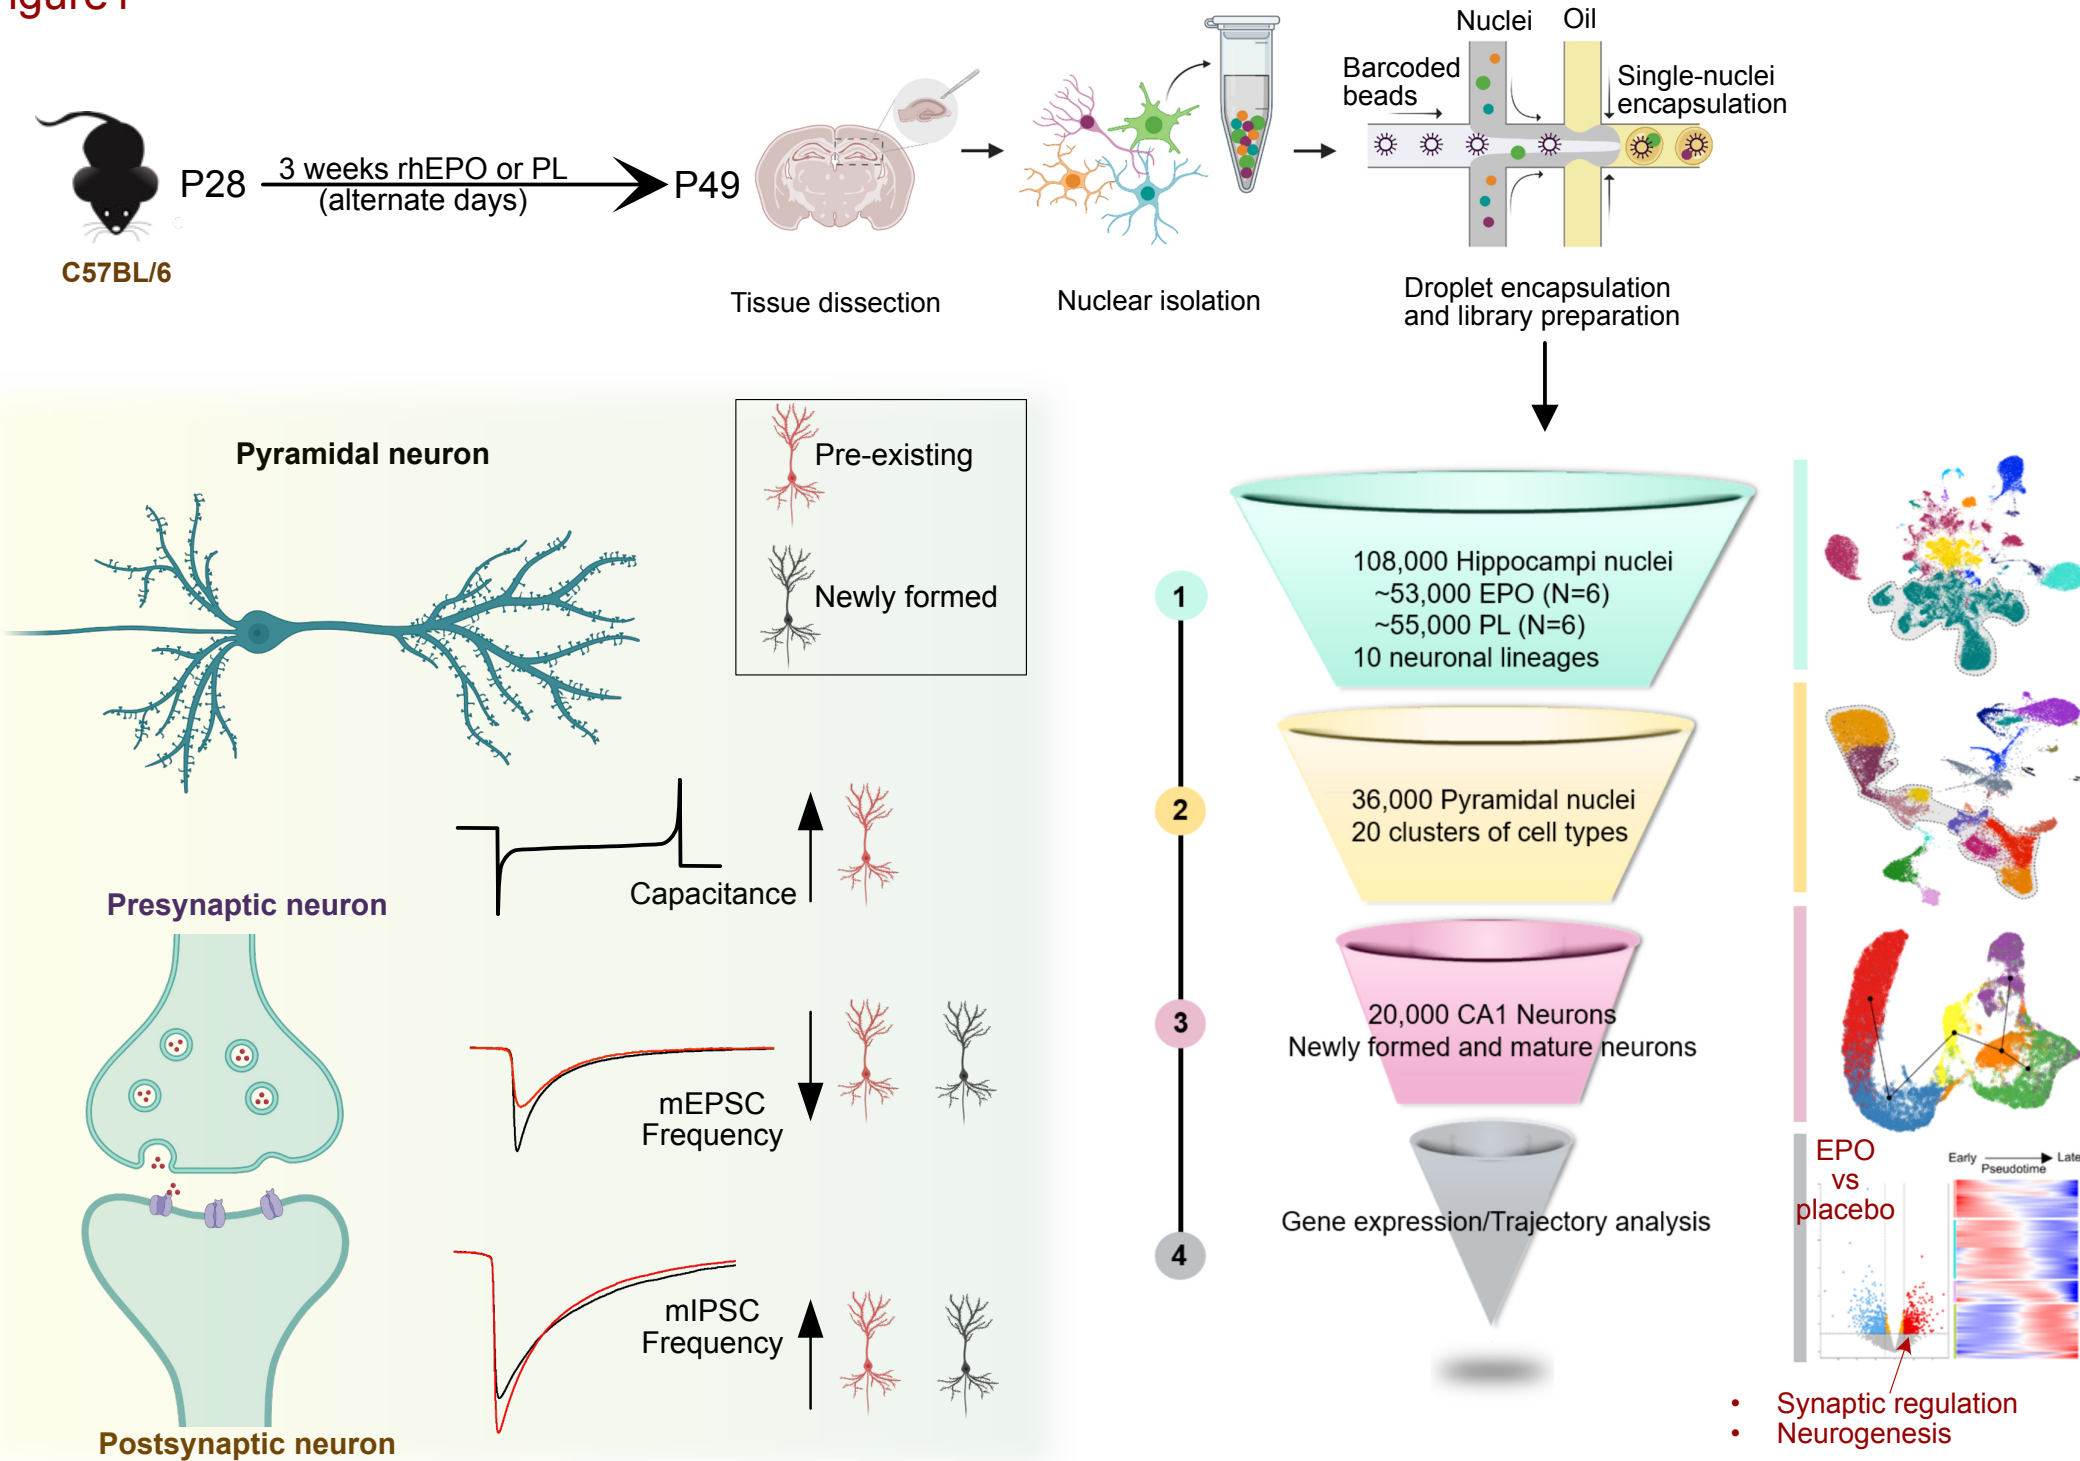 igure1
Nuclei
Oil
Barcoded
beads
Single-nuclei
encapsulation
P28
3 weeks rhEPO or PL
(alternate days)
P49
C57BL/6
Tissue dissection
Nuclear isolation
Droplet encapsulation
and library preparation
Pyramidal neuron
Pre-existing
Newly formed
Capacitance
Presynaptic neuron
mEPSC
Frequency
mIPSC
Frequency
Postsynaptic neuron
1
108,000 Hippocampi nuclei
~53,000 EPO (N=6)
~55,000 PL (N=6)
10 neuronal lineages
2
36,000 Pyramidal nuclei
20 clusters of cell types
3
20,000 CA1 Neurons
Newly formed and mature neurons
4
Gene expression/Trajectory analysis
EPO
vs
placebo
Early
Late
Pseudotime
• Synaptic regulation
• Neurogenesis